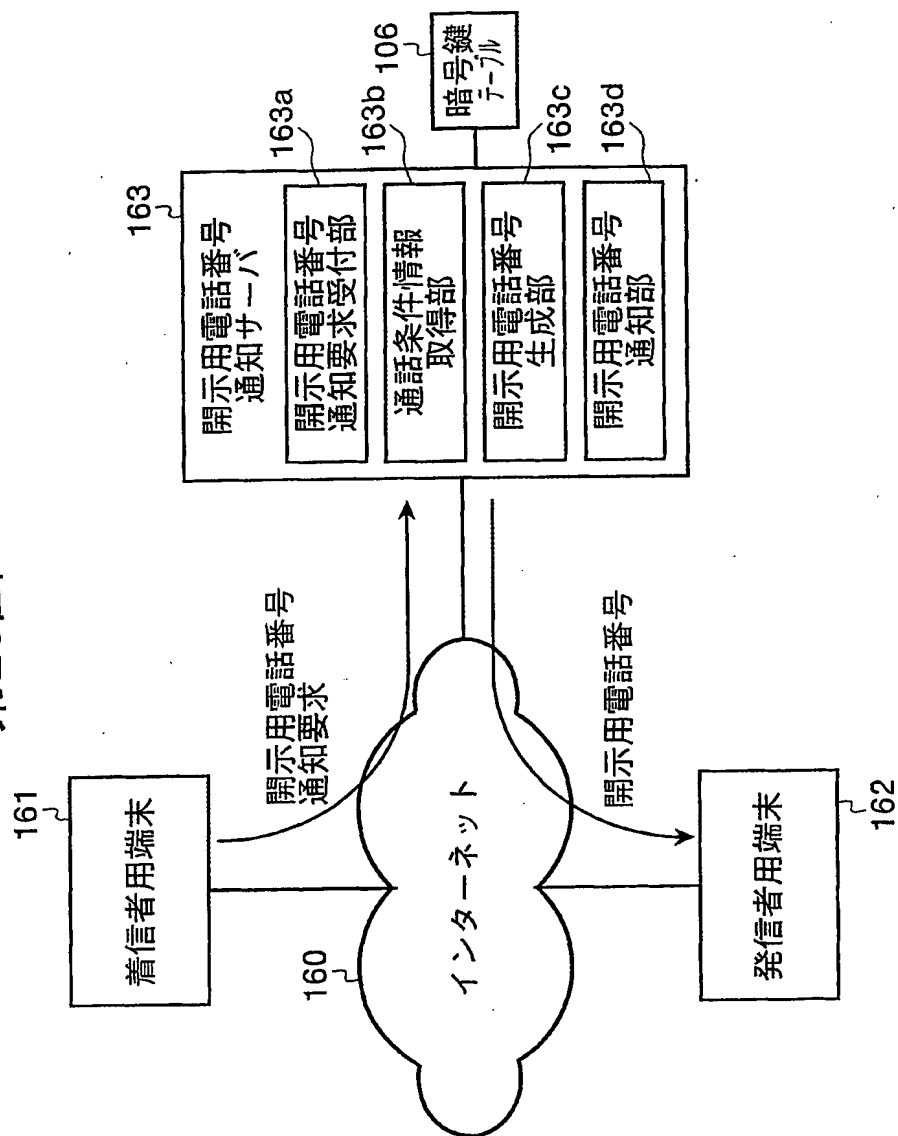 161
着信者用端末
開示用電話番号
通知要求
160
インターネット
開示用電話番号
発信者用端末
162
163
開示用電話番号
通知サーバ
163a
開示用電話番号
通知要求受付部
163b
通話条件情報
取得部
163c
開示用電話番号
生成部
163d
開示用電話番号
通知部
106
暗号鍵
テーブル